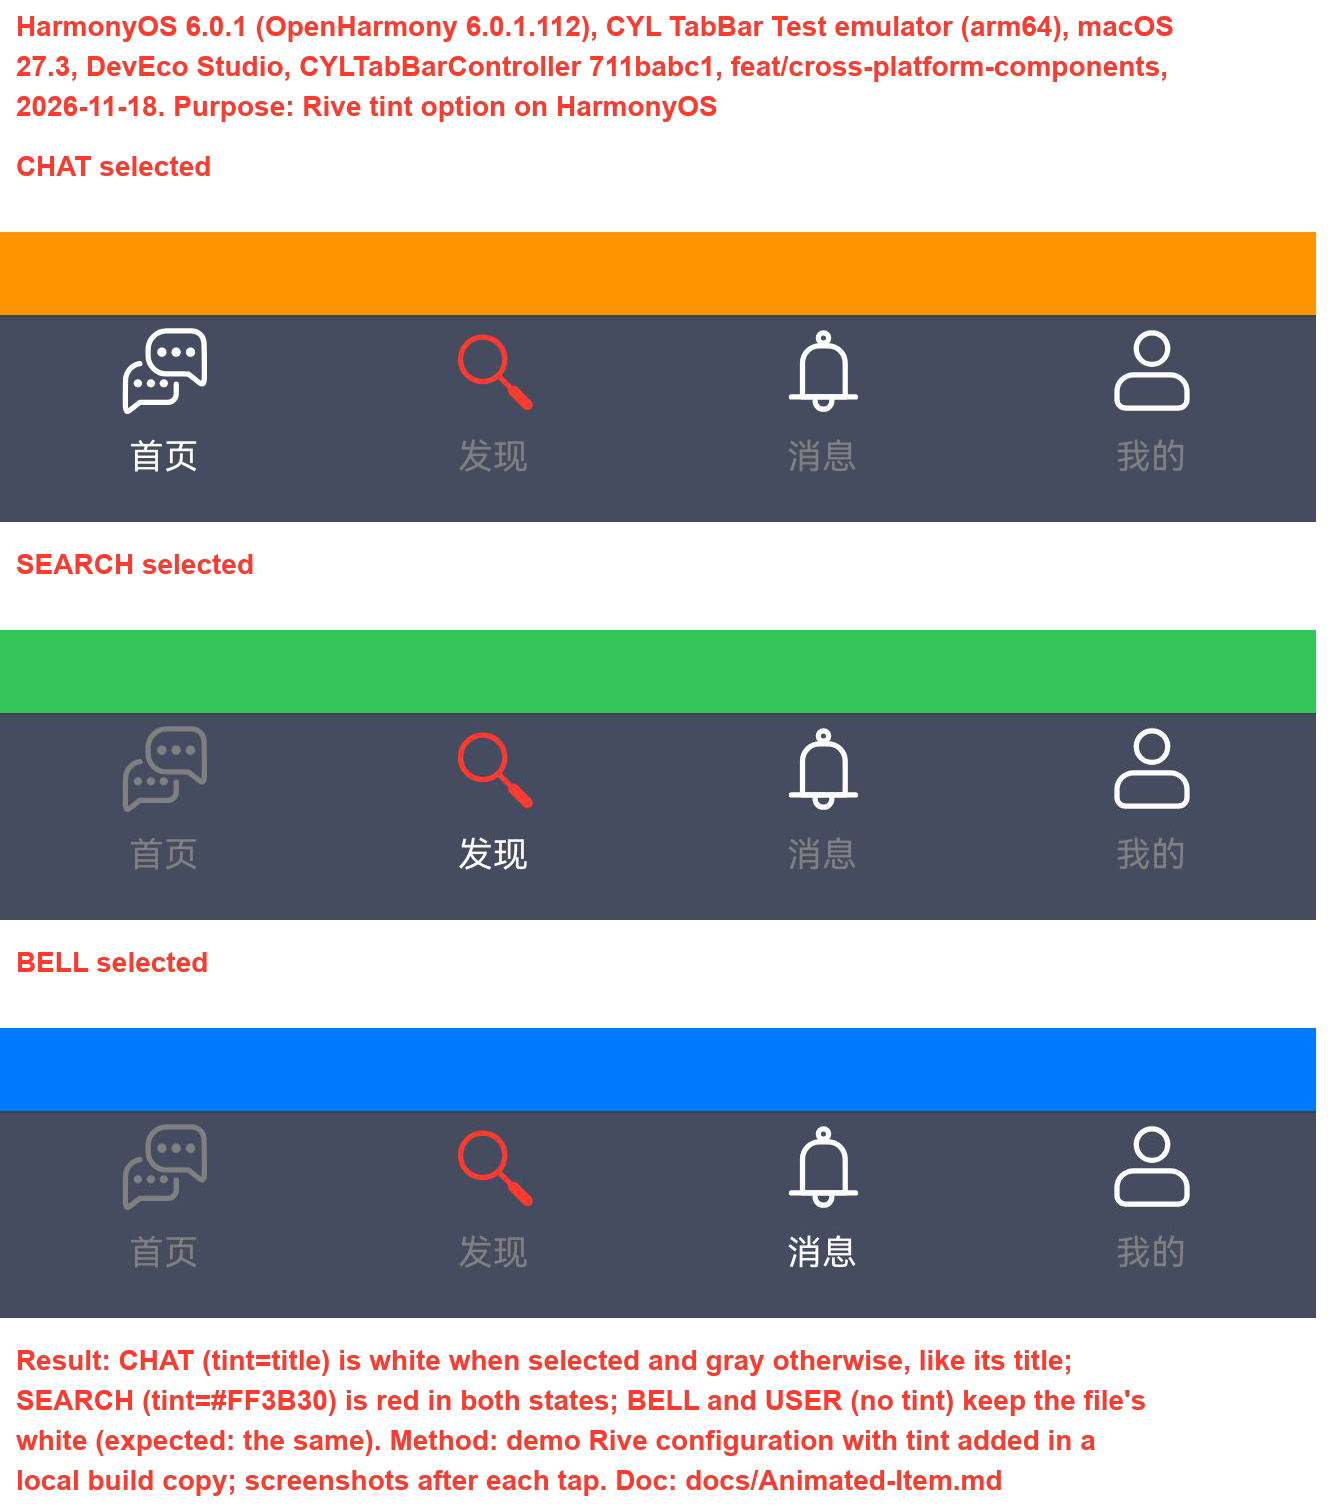 HarmonyOS 6.0.1 (OpenHarmony 6.0.1.112), CYL TabBar Test emulator (arm64), macOS
27.3, DevEco Studio, CYLTabBarController 711babc1, feat/cross-platform-components,
2026-11-18. Purpose: Rive tint option on HarmonyOS
CHAT selected
首页 发现 消息 我的
SEARCH selected
首页 发现 消息 我的
BELL selected
首页 发现 消息 我的
Result: CHAT (tint=title) is white when selected and gray otherwise, like its title;
SEARCH (tint=#FF3B30) is red in both states; BELL and USER (no tint) keep the file's
white (expected: the same). Method: demo Rive configuration with tint added in a
local build copy; screenshots after each tap. Doc: docs/Animated-Item.md